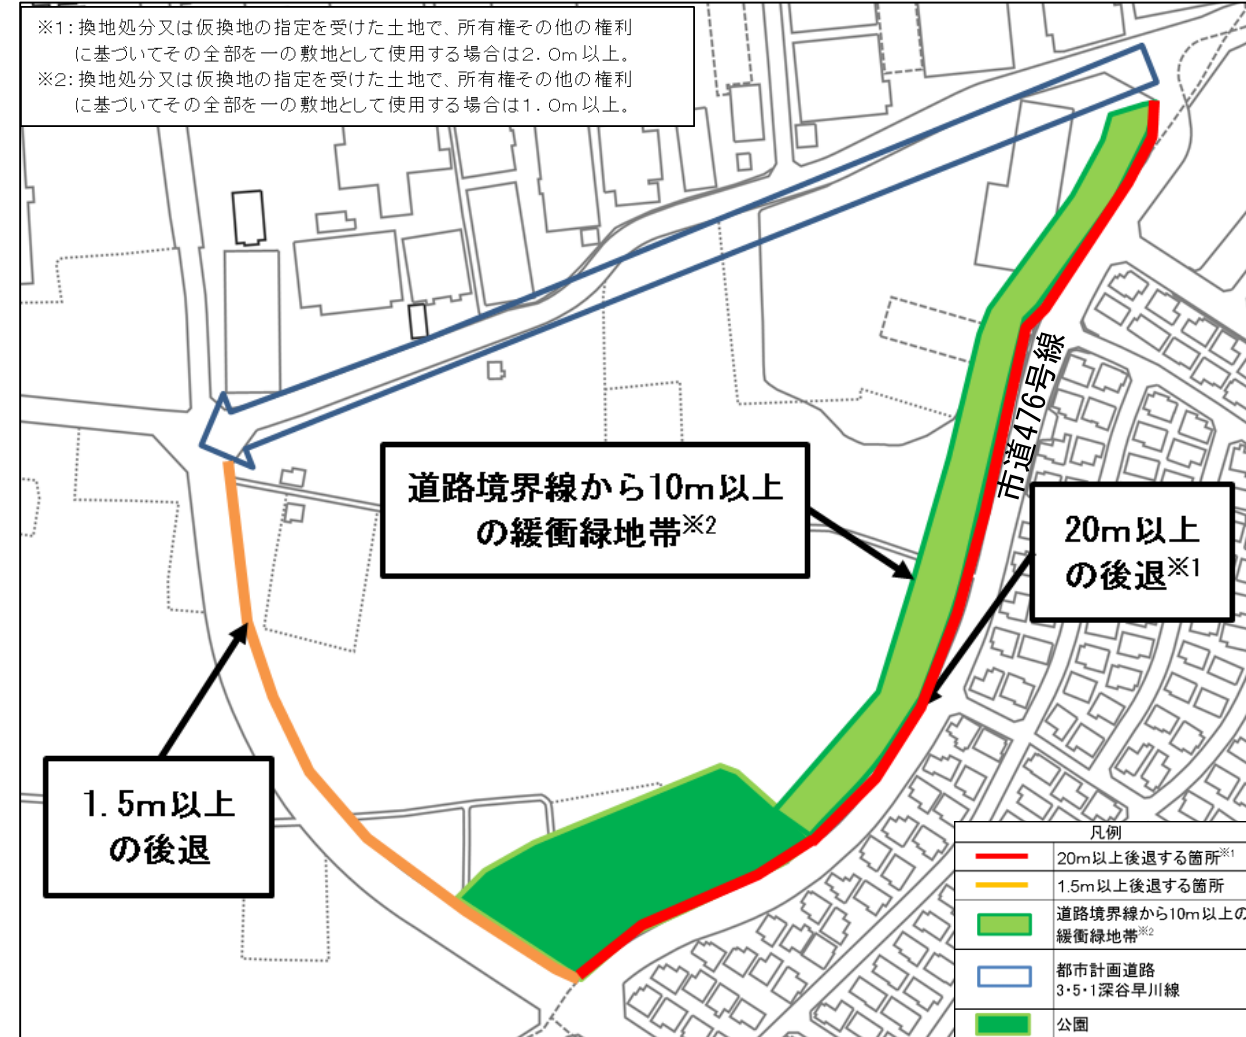 ※1：換地処分又は仮換地の指定を受けた土地で、所有権その他の権利
に基づいてその全部を一の敷地として使用する場合は2．0m以上。
※2：換地処分又は仮換地の指定を受けた土地で、所有権その他の権利
に基づいてその全部を一の敷地として使用する場合は1．0m以上。
市道476号線
道路境界線から10m以上
の緩衝緑地帯※2
20m以上
の後退※1
1.5m以上
の後退
凡例
20m以上後退する箇所※1
1.5m以上後退する箇所
道路境界線から10m以上の
緩衝緑地帯※2
都市計画道路
3・5・1深谷早川線
公園